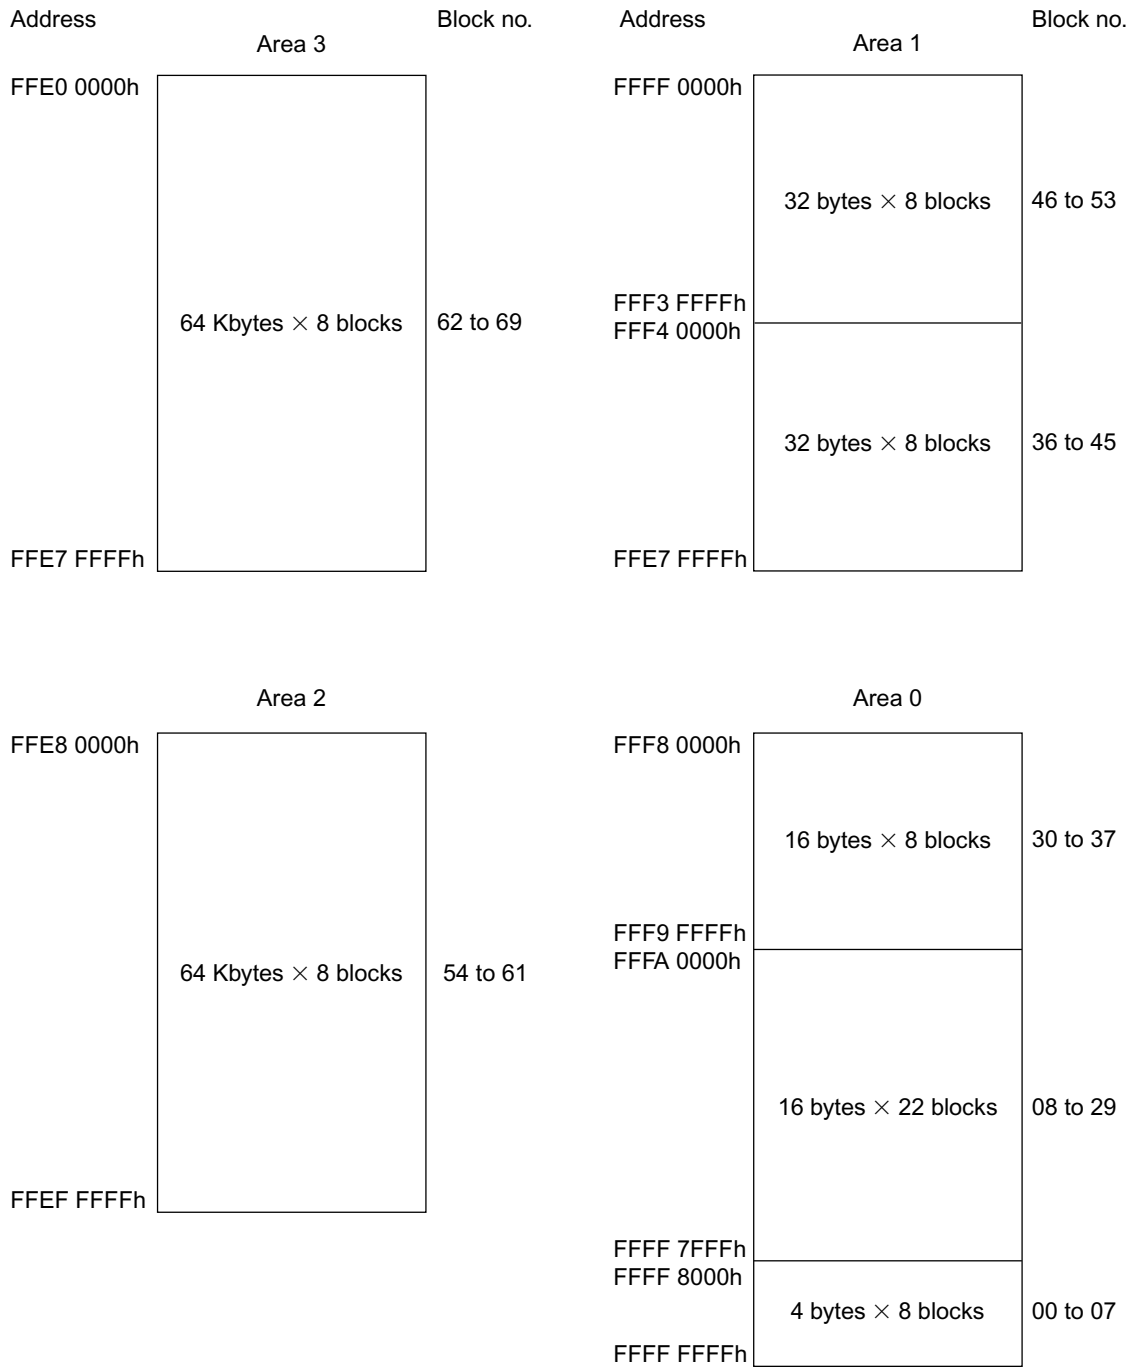 Address Block no.
Area 3
FFE0 0000h
64 Kbytes × 8 blocks 62 to 69
FFE7 FFFFh
Address Block no.
Area 1
FFFF 0000h
32 bytes × 8 blocks 46 to 53
FFF3 FFFFh
FFF4 0000h
32 bytes × 8 blocks 36 to 45
FFE7 FFFFh
Area 2
FFE8 0000h
64 Kbytes × 8 blocks 54 to 61
FFEF FFFFh
Area 0
FFF8 0000h
16 bytes × 8 blocks 30 to 37
FFF9 FFFFh
FFFA 0000h
16 bytes × 22 blocks 08 to 29
FFFF 7FFFh
FFFF 8000h
4 bytes × 8 blocks 00 to 07
FFFF FFFFh